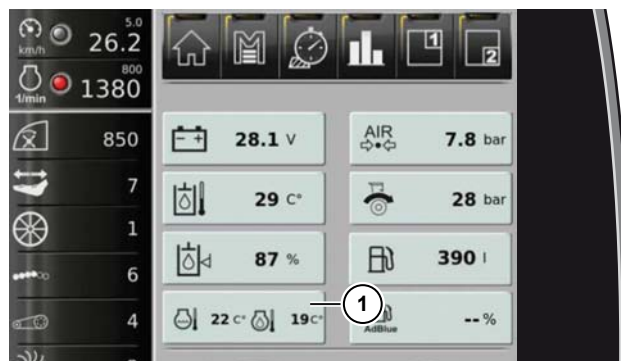 km/h 5.0
26.2
1/min 800
1380
M 1 2
850
7
1
6
4
28.1 V
AIR 7.8 bar
29 C°
28 bar
87 %
390 l
1
22 C° 19 C°
AdBlue --%